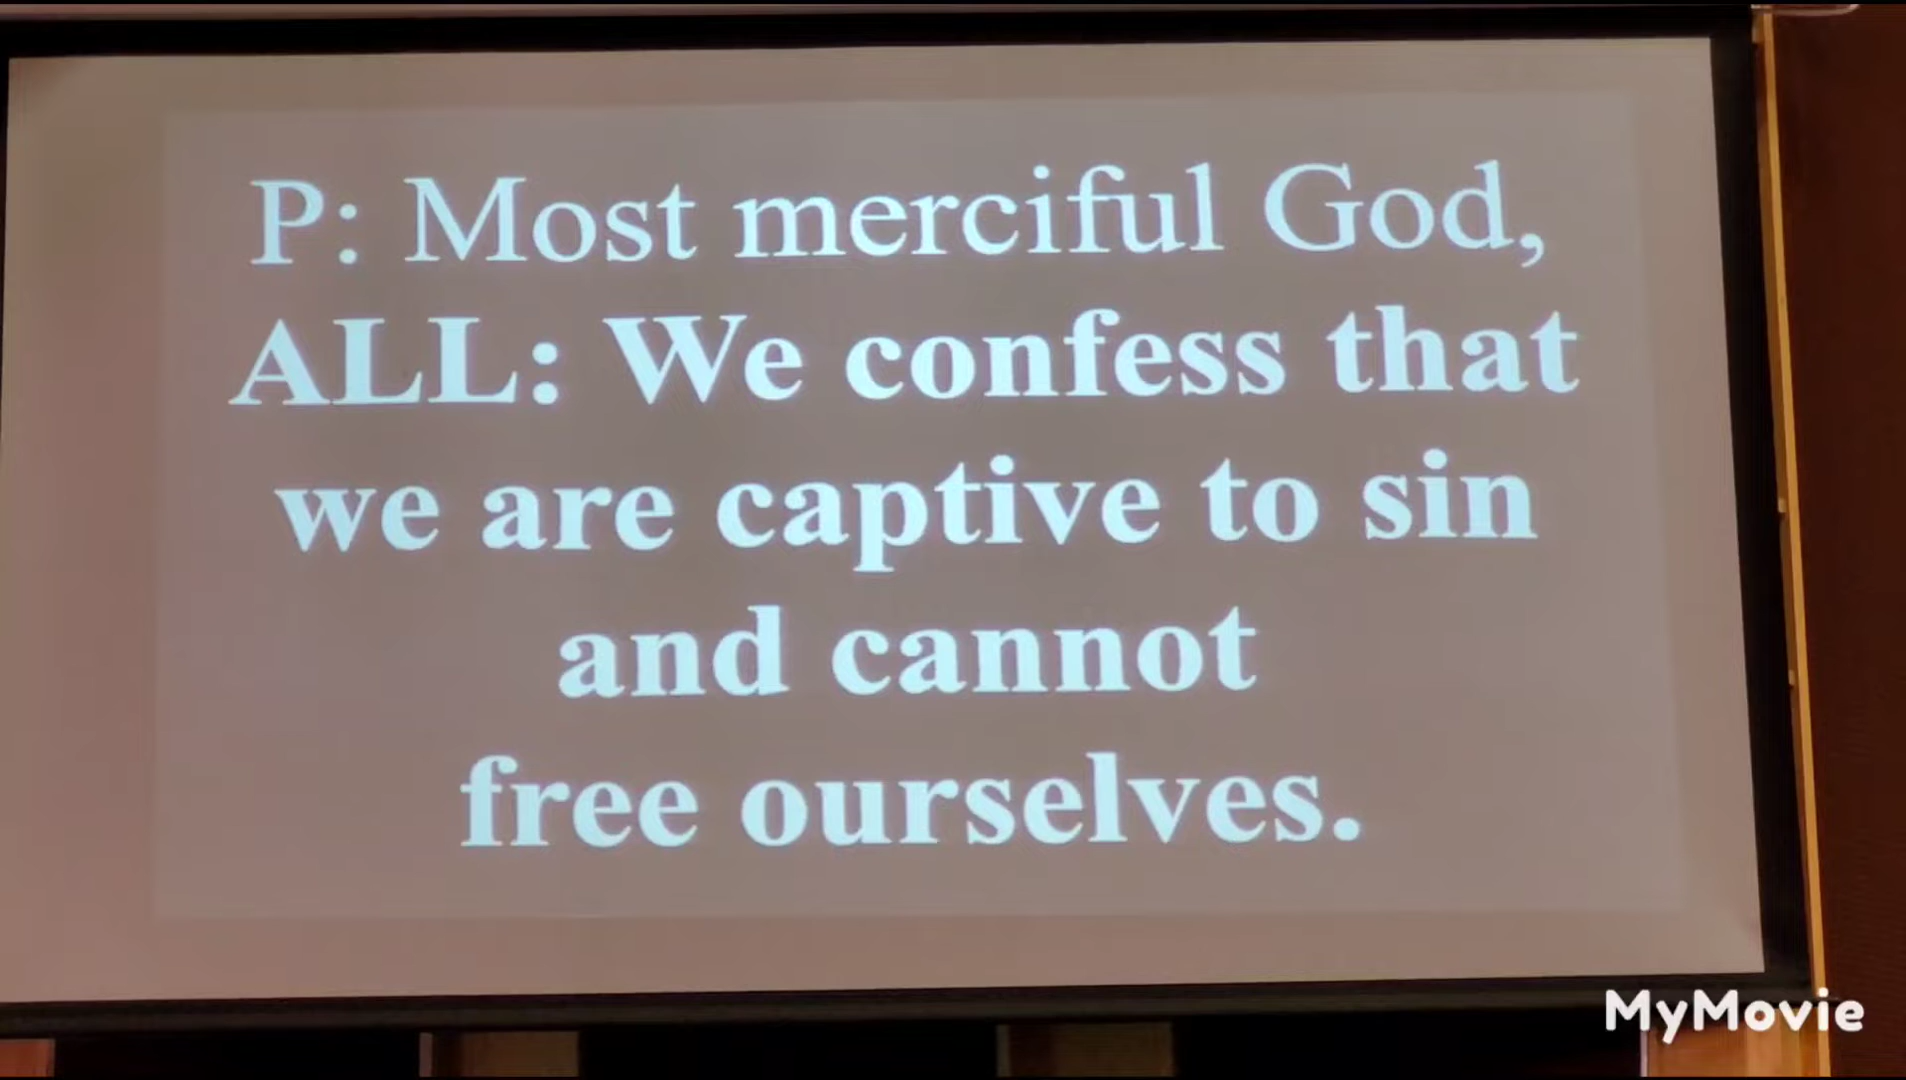 P: Most merciful God,
ALL: We confess that
we are captive to sin
and cannot
free ourselves.
MyMovie